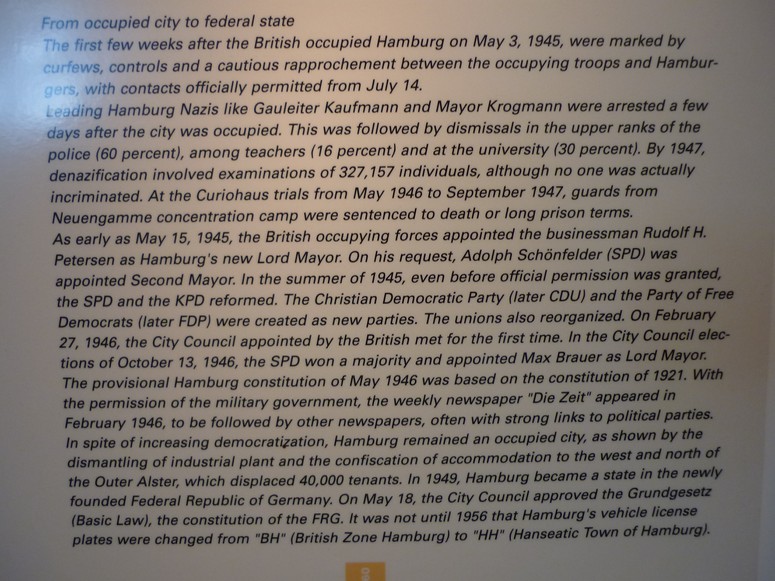 From occupied city to federal state
The first few weeks after the British occupied Hamburg on May 3, 1945, were marked by
curfews, controls and a cautious rapprochement between the occupying troops and Hambur-
gers, with contacts officially permitted from July 14.
Leading Hamburg Nazis like Gauleiter Kaufmann and Mayor Krogmann were arrested a few
days after the city was occupied. This was followed by dismissals in the upper ranks of the
police (60 percent), among teachers (16 percent) and at the university (30 percent). By 1947,
denazification involved examinations of 327,157 individuals, although no one was actually
incriminated. At the Curiohaus trials from May 1946 to September 1947, guards from
Neuengamme concentration camp were sentenced to death or long prison terms.
As early as May 15, 1945, the British occupying forces appointed the businessman Rudolf H.
Petersen as Hamburg's new Lord Mayor. On his request, Adolph Schönfelder (SPD) was
appointed Second Mayor. In the summer of 1945, even before official permission was granted,
the SPD and the KPD reformed. The Christian Democratic Party (later CDU) and the Party of Free
Democrats (later FDP) were created as new parties. The unions also reorganized. On February
27, 1946, the City Council appointed by the British met for the first time. In the City Council elec-
tions of October 13, 1946, the SPD won a majority and appointed Max Brauer as Lord Mayor.
The provisional Hamburg constitution of May 1946 was based on the constitution of 1921. With
the permission of the military government, the weekly newspaper "Die Zeit" appeared in
February 1946, to be followed by other newspapers, often with strong links to political parties.
In spite of increasing democratization, Hamburg remained an occupied city, as shown by the
dismantling of industrial plant and the confiscation of accommodation to the west and north of
the Outer Alster, which displaced 40,000 tenants. In 1949, Hamburg became a state in the newly
founded Federal Republic of Germany. On May 18, the City Council approved the Grundgesetz
(Basic Law), the constitution of the FRG. It was not until 1956 that Hamburg's vehicle license
plates were changed from "BH" (British Zone Hamburg) to "HH" (Hanseatic Town of Hamburg).